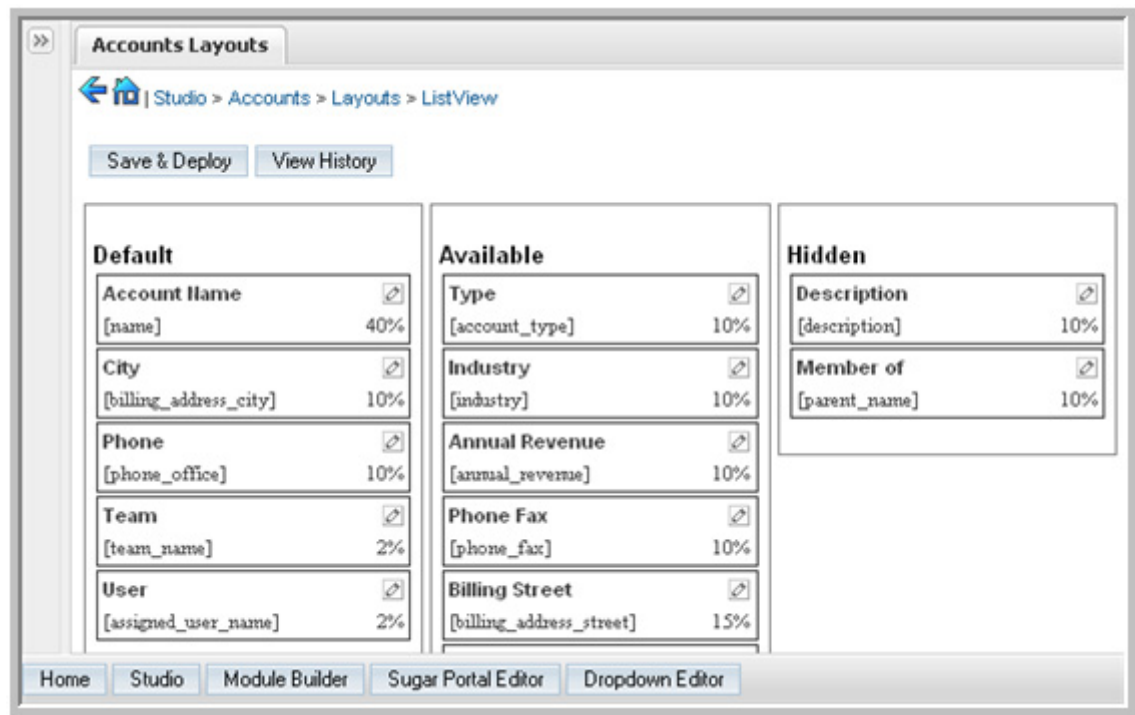 »
Accounts Layouts
| Studio > Accounts > Layouts > ListView
Save & Deploy View History
Default
Account Name
[name] 40%
City
[billing_address_city] 10%
Phone
[phone_office] 10%
Team
[team_name] 2%
User
[assigned_user_name] 2%
Available
Type
[account_type] 10%
Industry
[industry] 10%
Annual Revenue
[annual_revenue] 10%
Phone Fax
[phone_fax] 10%
Billing Street
[billing_address_street] 15%
Hidden
Description
[description] 10%
Member of
[parent_name] 10%
Home Studio Module Builder Sugar Portal Editor Dropdown Editor